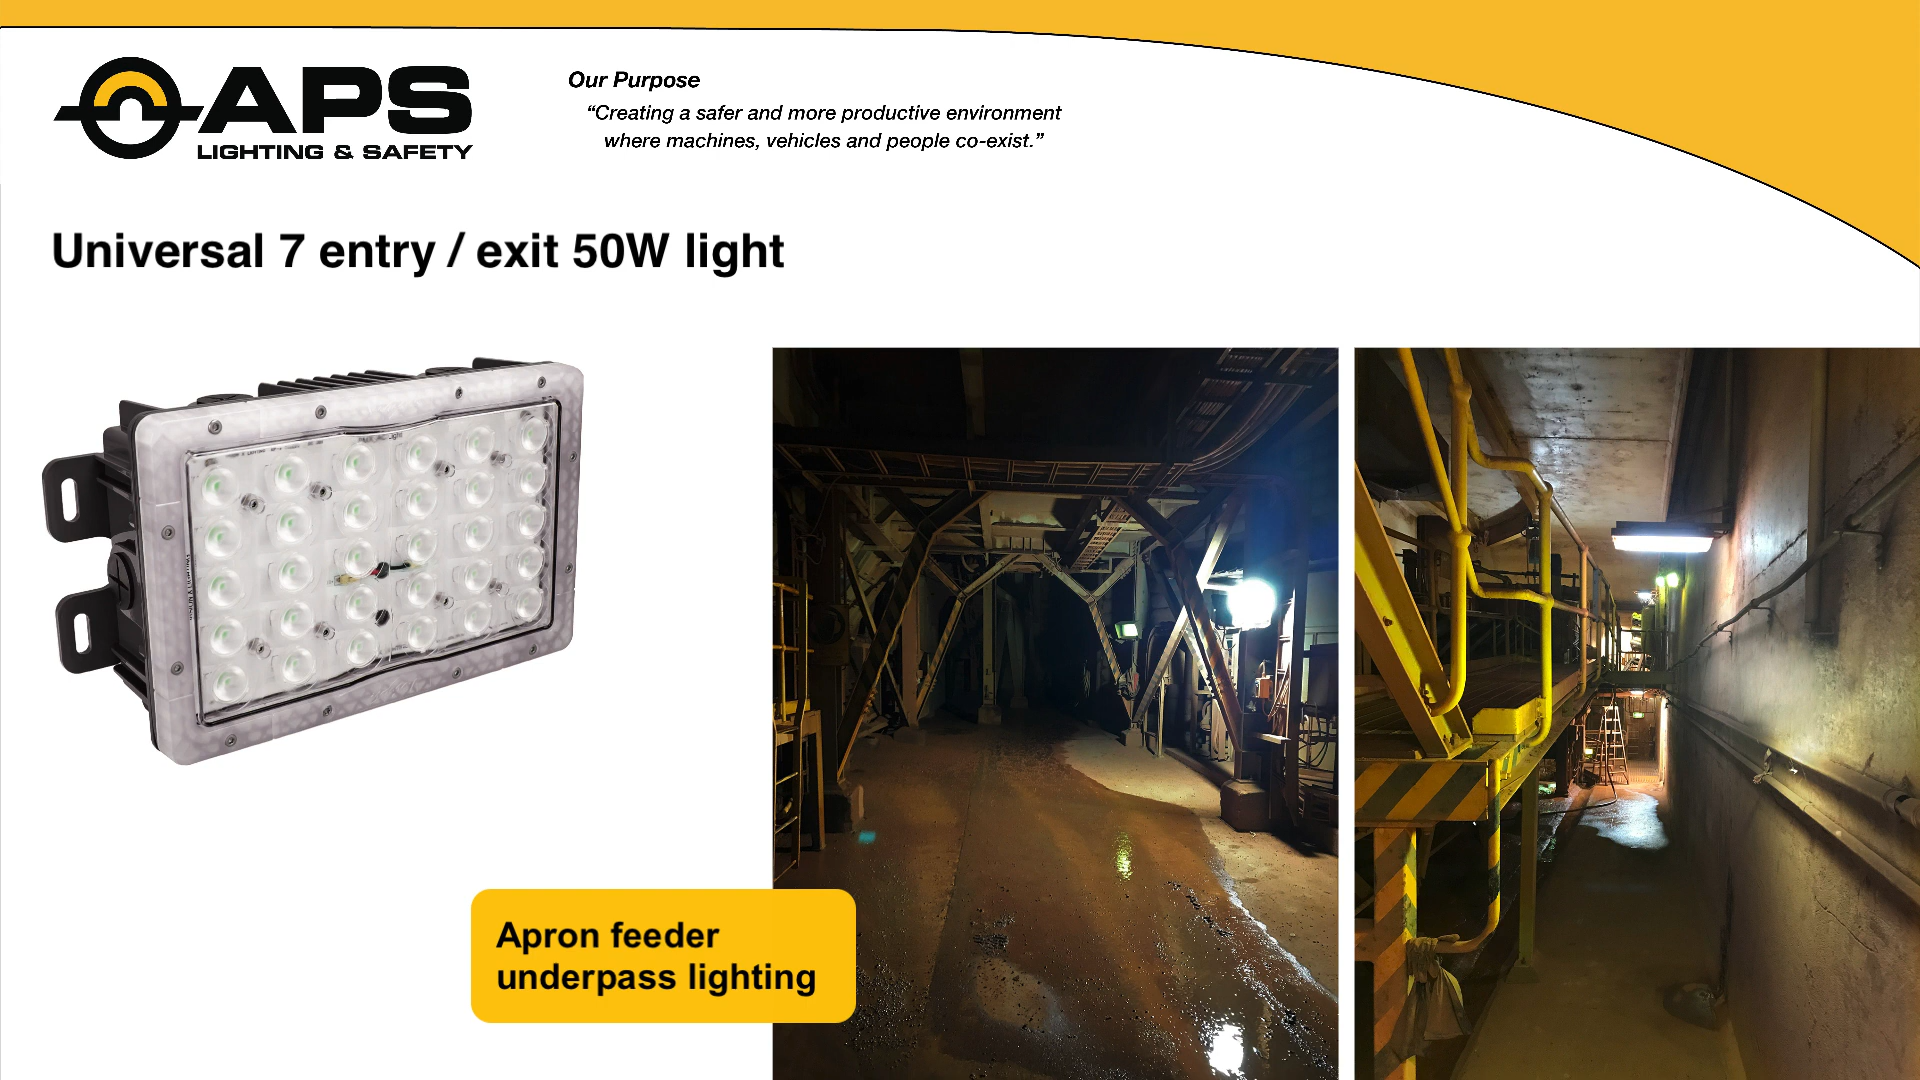 APS
LIGHTING & SAFETY
Our Purpose
“Creating a safer and more productive environment
where machines, vehicles and people co-exist.”
Universal 7 entry / exit 50W light
Apron feeder
underpass lighting